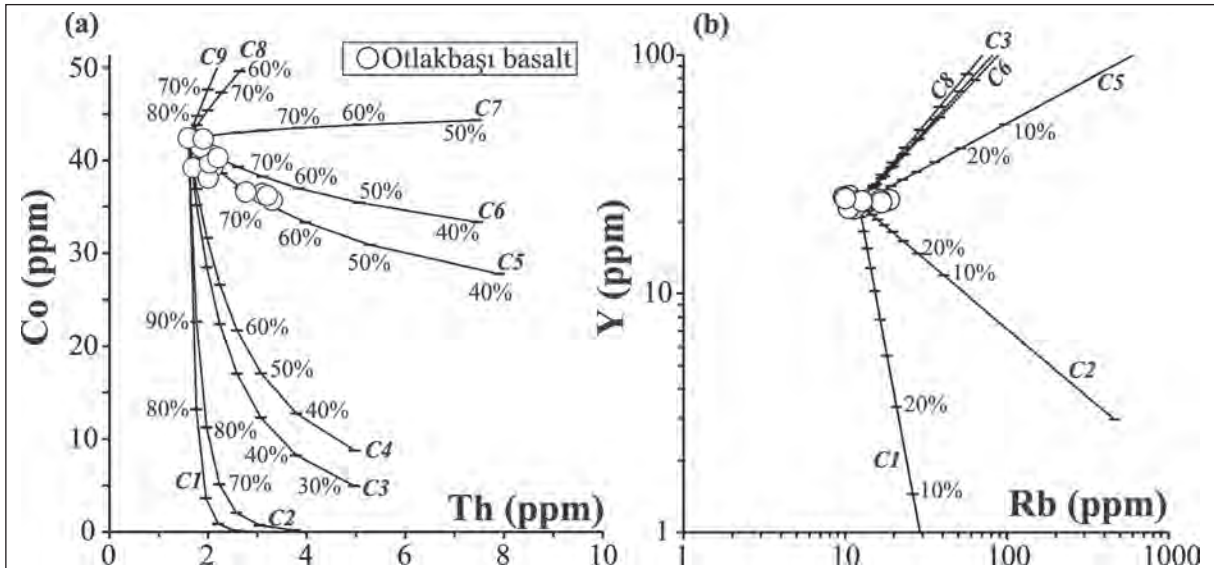 (a)
C9 C8
Otlakbaşı basalt
50
70% 60%
70%
80%
70% 60% C7
50%
40
70% 60% 50%
C6
40%
70% 60% 50% C5
40%
30
90%
60%
20
50%
80%
40%
80%
C4
10
40%
30% C3
C1
70%
C2
0
Co (ppm)
Th (ppm)
0 2 4 6 8 10
(b)
100
C3
C8 C6
C5
10%
20%
20%
10%
10
C2
20%
C1
10%
1
Y (ppm)
Rb (ppm)
1 10 100 1000